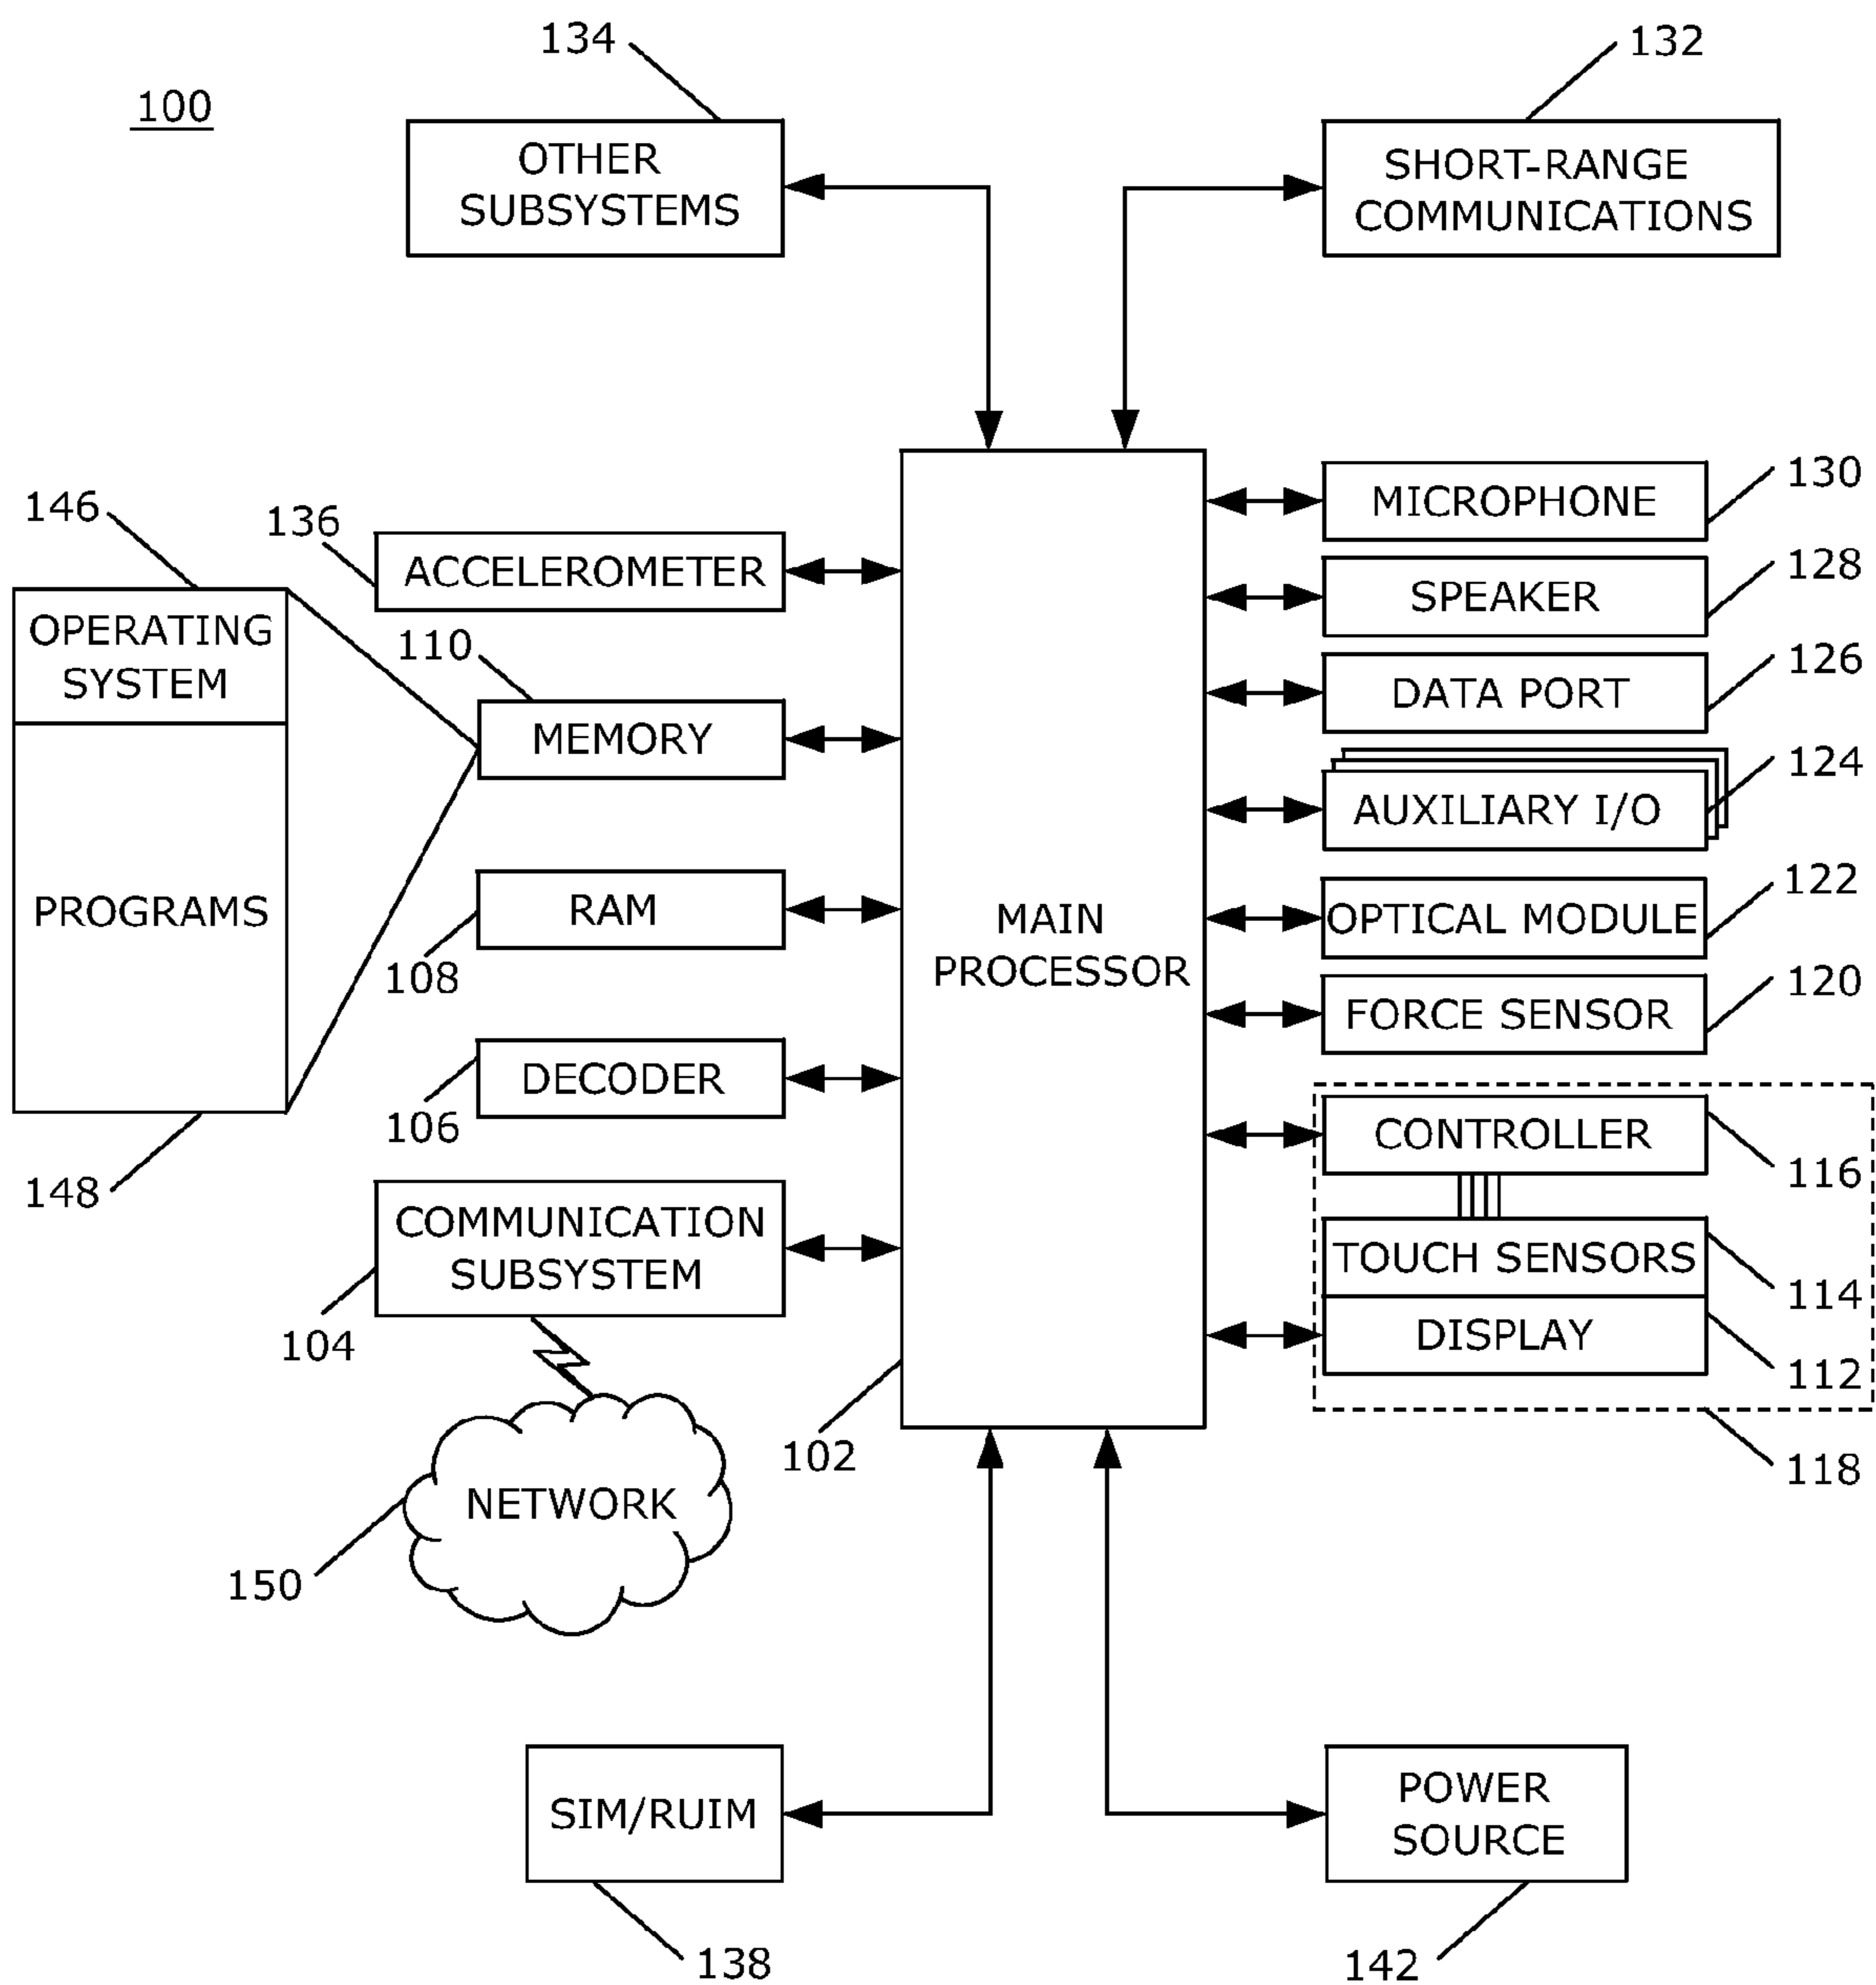 134
132
100
OTHER
SUBSYSTEMS
SHORT-RANGE
COMMUNICATIONS
146
136
ACCELEROMETER
OPERATING
SYSTEM
110
MEMORY
PROGRAMS
RAM
108
DECODER
106
148
COMMUNICATION
SUBSYSTEM
104
NETWORK
150
MAIN
PROCESSOR
102
MICROPHONE
130
SPEAKER
128
DATA PORT
126
AUXILIARY I/O
124
OPTICAL MODULE
122
FORCE SENSOR
120
CONTROLLER
116
TOUCH SENSORS
114
DISPLAY
112
118
SIM/RUIM
138
POWER
SOURCE
142